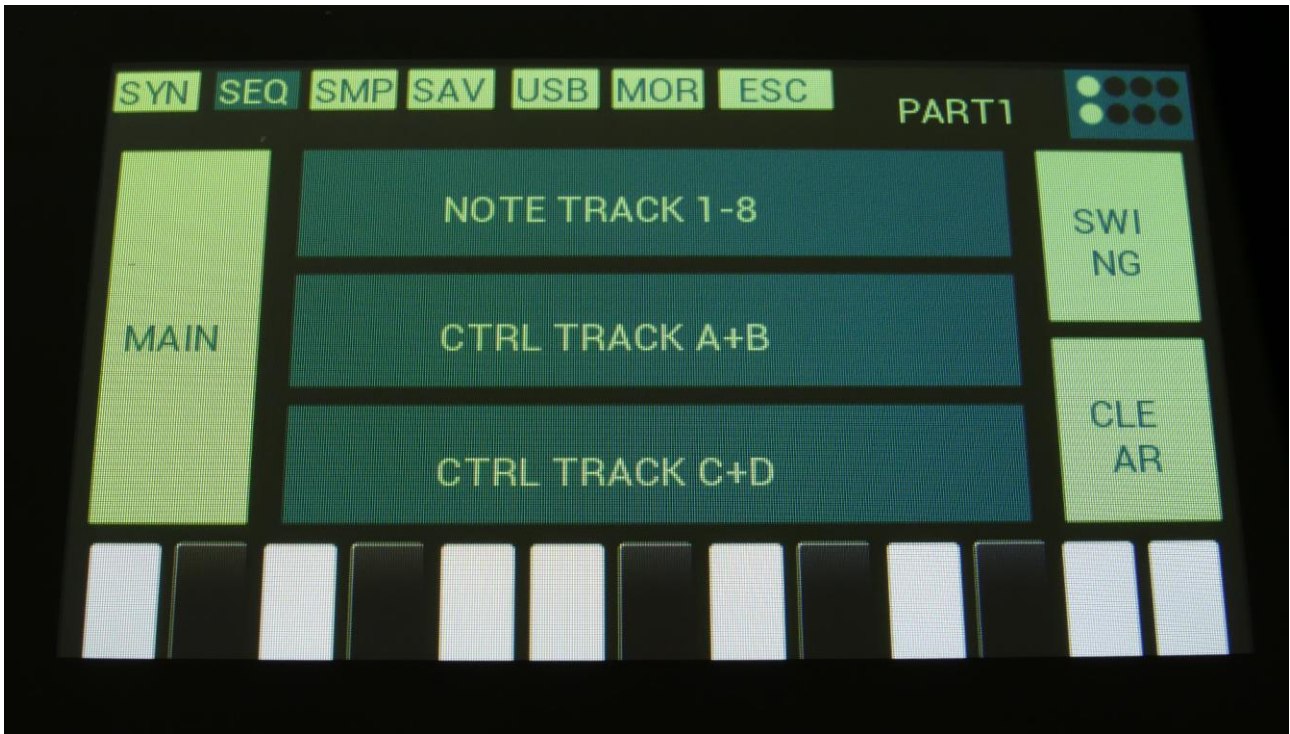 SYN SEQ SMP SAV USB MOR ESC PART1
MAIN
NOTE TRACK 1-8
CTRL TRACK A+B
CTRL TRACK C+D
SWI
NG
CLE
AR